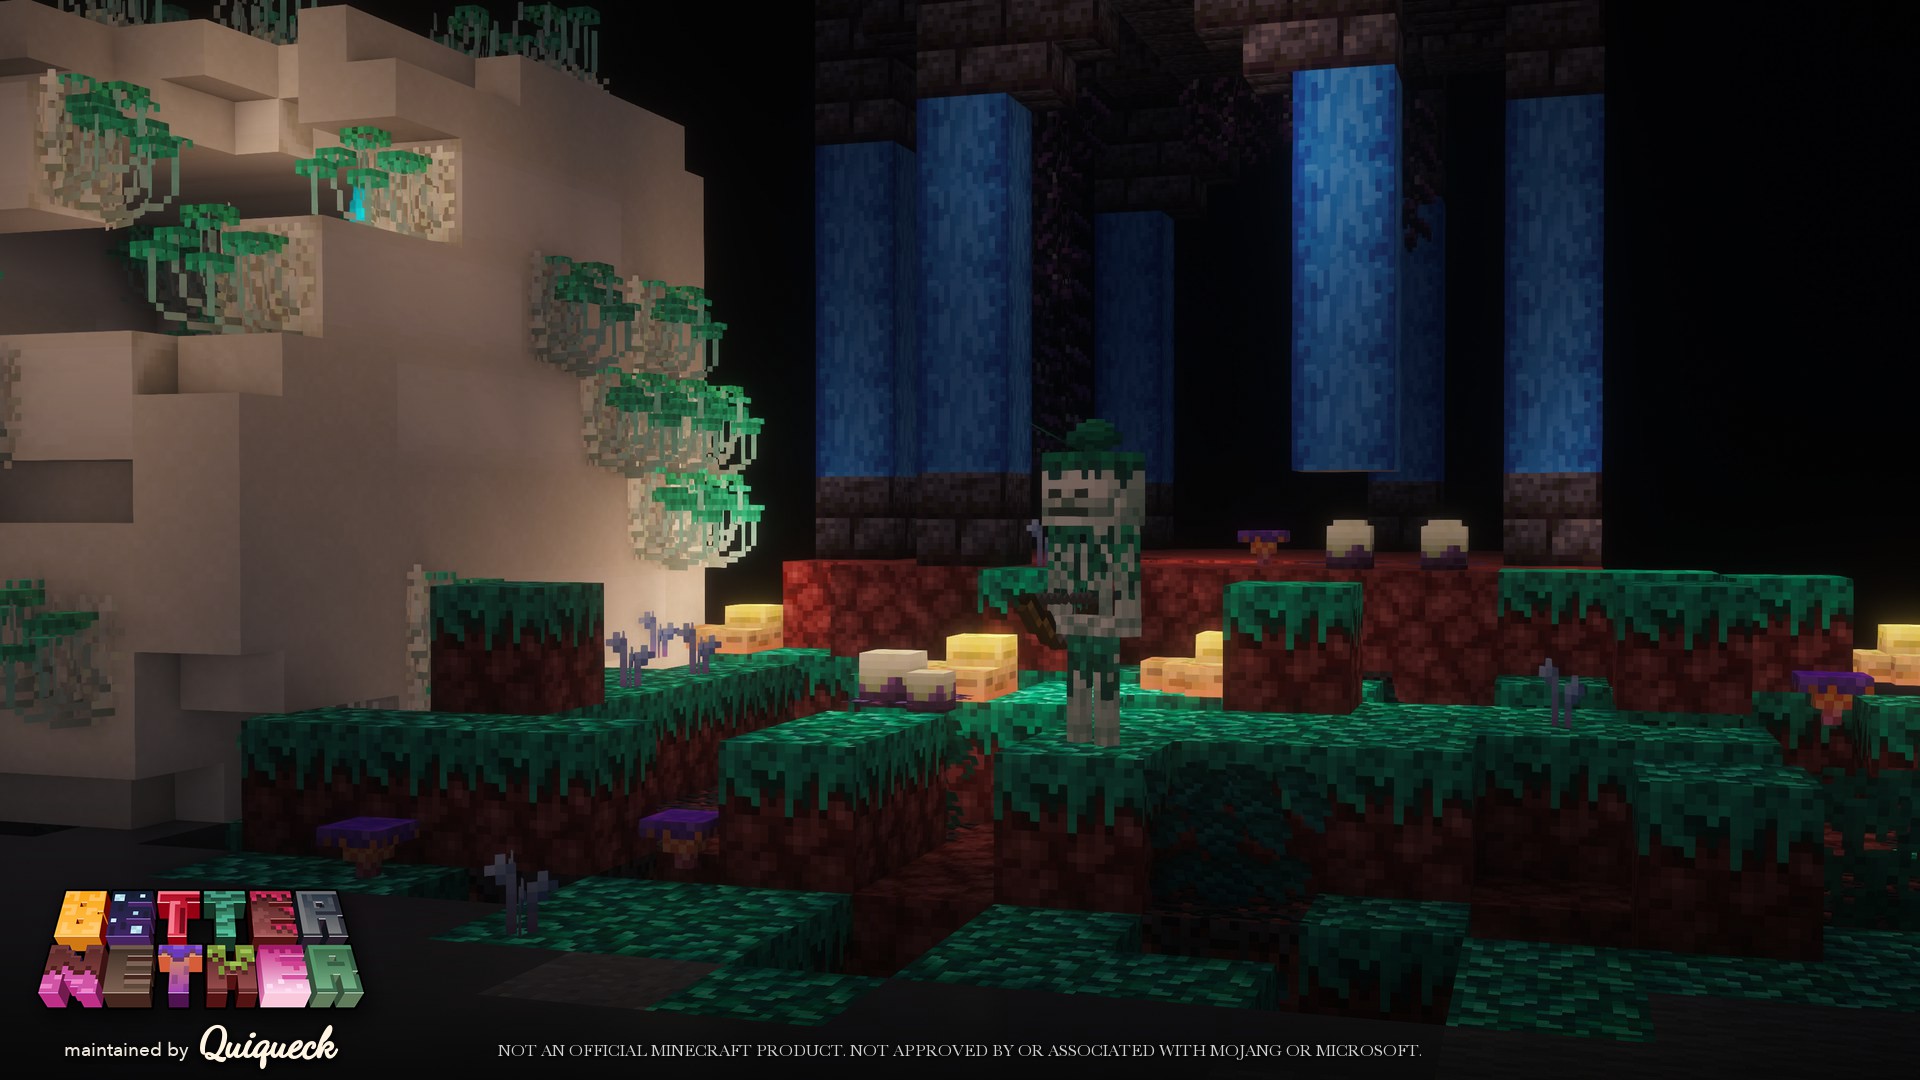 BETTER
NETHER
maintained by Quiqueck
NOT AN OFFICIAL MINECRAFT PRODUCT. NOT APPROVED BY OR ASSOCIATED WITH MOJANG OR MICROSOFT.